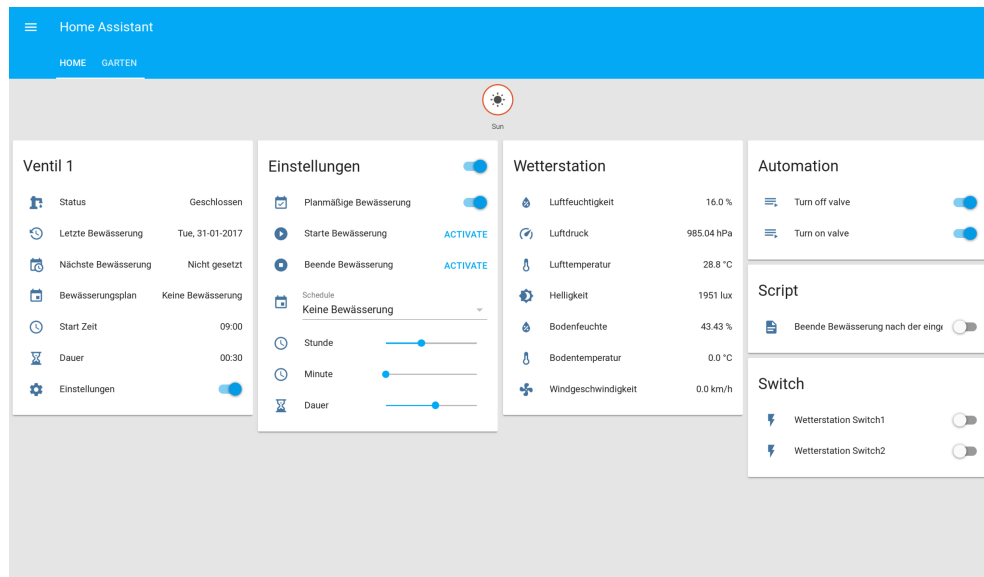 Home Assistant
HOME GARTEN
Sun
Ventil 1
Status Geschlossen
Letzte Bewässerung Tue, 31-01-2017
Nächste Bewässerung Nicht gesetzt
Bewässerungsplan Keine Bewässerung
Start Zeit 09:00
Dauer 00:30
Einstellungen
Einstellungen
Planmäßige Bewässerung
Starte Bewässerung ACTIVATE
Beende Bewässerung ACTIVATE
Schedule
Keine Bewässerung
Stunde
Minute
Dauer
Wetterstation
Luftfeuchtigkeit 16.0 %
Luftdruck 985.04 hPa
Lufttemperatur 28.8 °C
Helligkeit 1951 lux
Bodenfeuchte 43.43 %
Bodentemperatur 0.0 °C
Windgeschwindigkeit 0.0 km/h
Automation
Turn off valve
Turn on valve
Script
Beende Bewässerung nach der einge
Switch
Wetterstation Switch1
Wetterstation Switch2